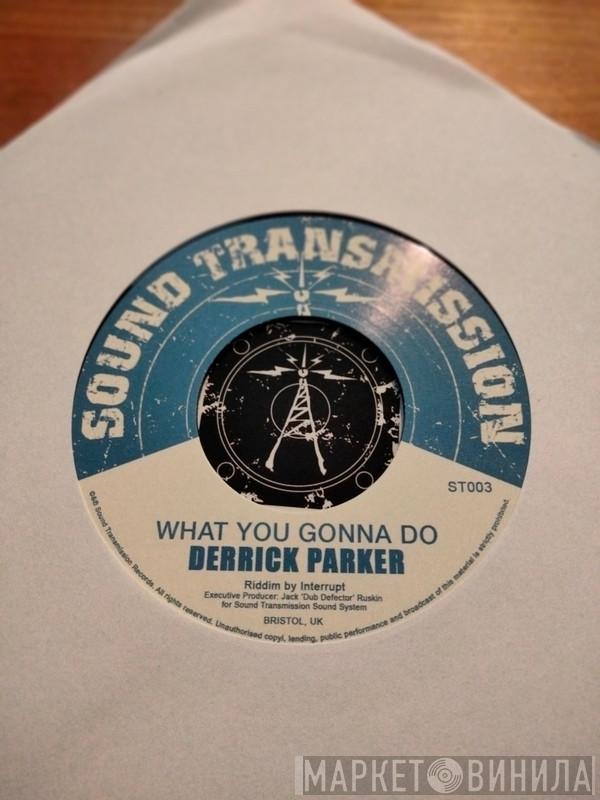 SOUND TRANSMISSION
ST003
WHAT YOU GONNA DO
DERRICK PARKER
Riddim by Interrupt
Executive Producer: Jack 'Dub Defector' Ruskin
for Sound Transmission Sound System
BRISTOL, UK
©&℗ Sound Transmission Records. All rights reserved. Unauthorised copyi, lending, public performance and broadcast of this material is strictly prohibited.
МАРКЕТ ВИНИЛА